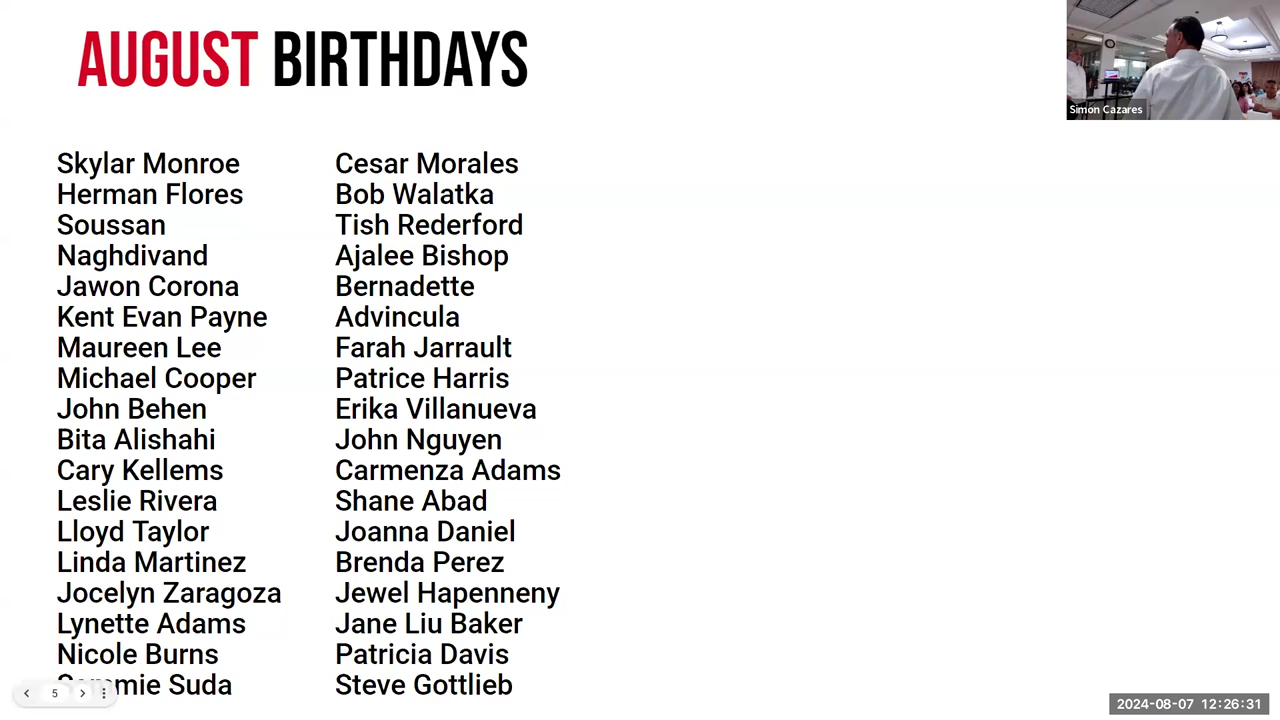 AUGUST BIRTHDAYS
Simon Cazares
Skylar Monroe
Herman Flores
Soussan
Naghdivand
Jawon Corona
Kent Evan Payne
Maureen Lee
Michael Cooper
John Behen
Bita Alishahi
Cary Kellems
Leslie Rivera
Lloyd Taylor
Linda Martinez
Jocelyn Zaragoza
Lynette Adams
Nicole Burns
Suda
Cesar Morales
Bob Walatka
Tish Rederford
Ajalee Bishop
Bernadette
Advincula
Farah Jarrault
Patrice Harris
Erika Villanueva
John Nguyen
Carmenza Adams
Shane Abad
Joanna Daniel
Brenda Perez
Jewel Hapenneny
Jane Liu Baker
Patricia Davis
Steve Gottlieb
5
2024-08-07 12:26:31